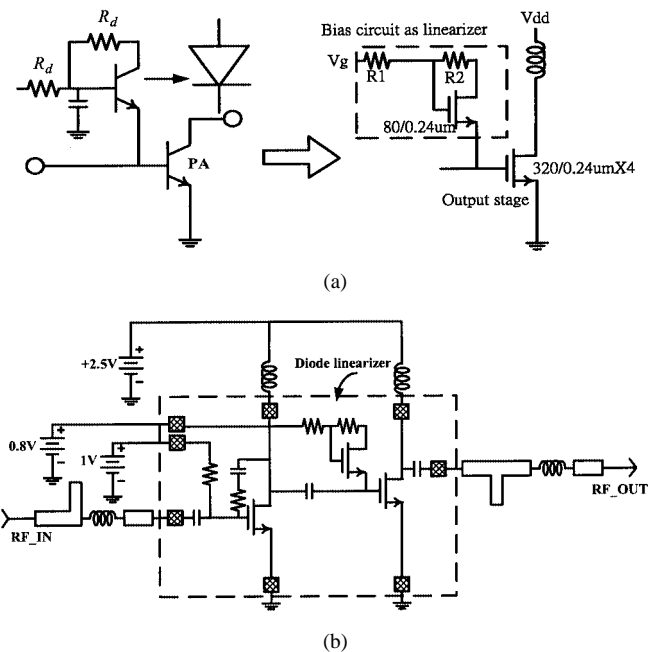 R_d
R_d
PA
Bias circuit as linearizer
Vg
R1
R2
80/0.24um
Vdd
320/0.24umX4
Output stage
(a)
+2.5V
+
−
Diode linearizer
0.8V
+
−
1V
+
−
RF_IN
RF_OUT
(b)